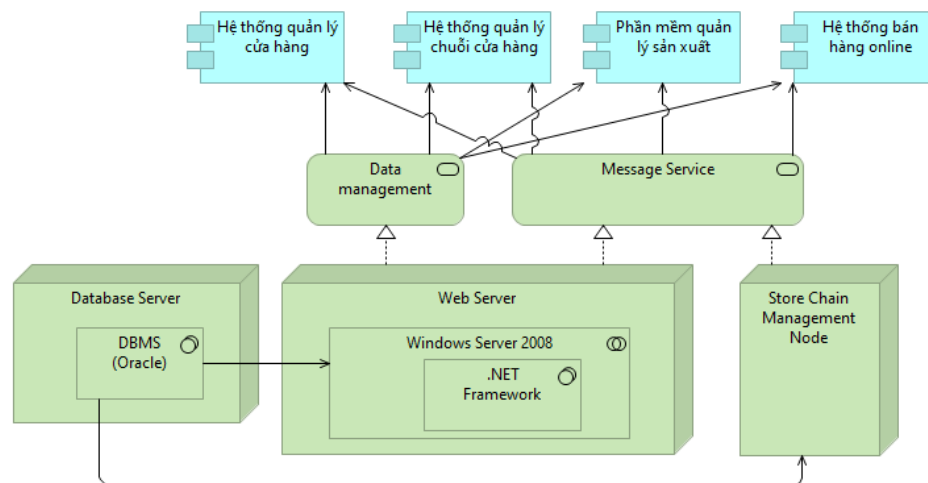 Hệ thống quản lý
cửa hàng
Hệ thống quản lý
chuỗi cửa hàng
Phần mềm quản
lý sản xuất
Hệ thống bán
hàng online
Data
management
Message Service
Database Server
DBMS
(Oracle)
Web Server
Windows Server 2008
.NET
Framework
Store Chain
Management
Node